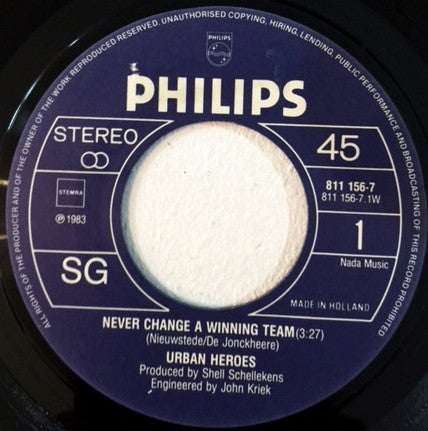 ALL RIGHTS OF THE PRODUCER AND OF THE OWNER OF THE WORK REPRODUCED RESERVED. UNAUTHORISED COPYING, HIRING, LENDING, PUBLIC PERFORMANCE AND BROADCASTING OF THIS RECORD PROHIBITED
PHILIPS
PHILIPS
STEREO
45
STEMRA
811 156-7
811 156-7.1W
℗ 1983
1
Nada Music
SG
MADE IN HOLLAND
NEVER CHANGE A WINNING TEAM (3:27)
(Nieuwstede/De Jonckheere)
URBAN HEROES
Produced by Shell Schellekens
Engineered by John Kriek